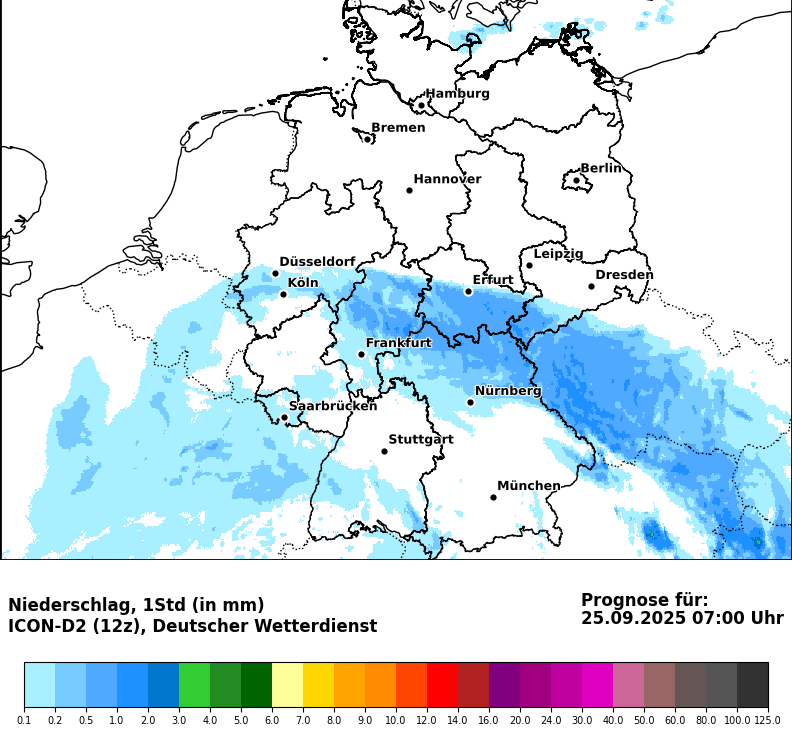 Hamburg
Bremen
Berlin
Hannover
Leipzig
Düsseldorf
Dresden
Köln
Erfurt
Frankfurt
Nürnberg
Saarbrücken
Stuttgart
München
Niederschlag, 1Std (in mm)
ICON-D2 (12z), Deutscher Wetterdienst
Prognose für:
25.09.2025 07:00 Uhr
0.1 0.2 0.5 1.0 2.0 3.0 4.0 5.0 6.0 7.0 8.0 9.0 10.0 12.0 14.0 16.0 20.0 24.0 30.0 40.0 50.0 60.0 80.0 100.0 125.0